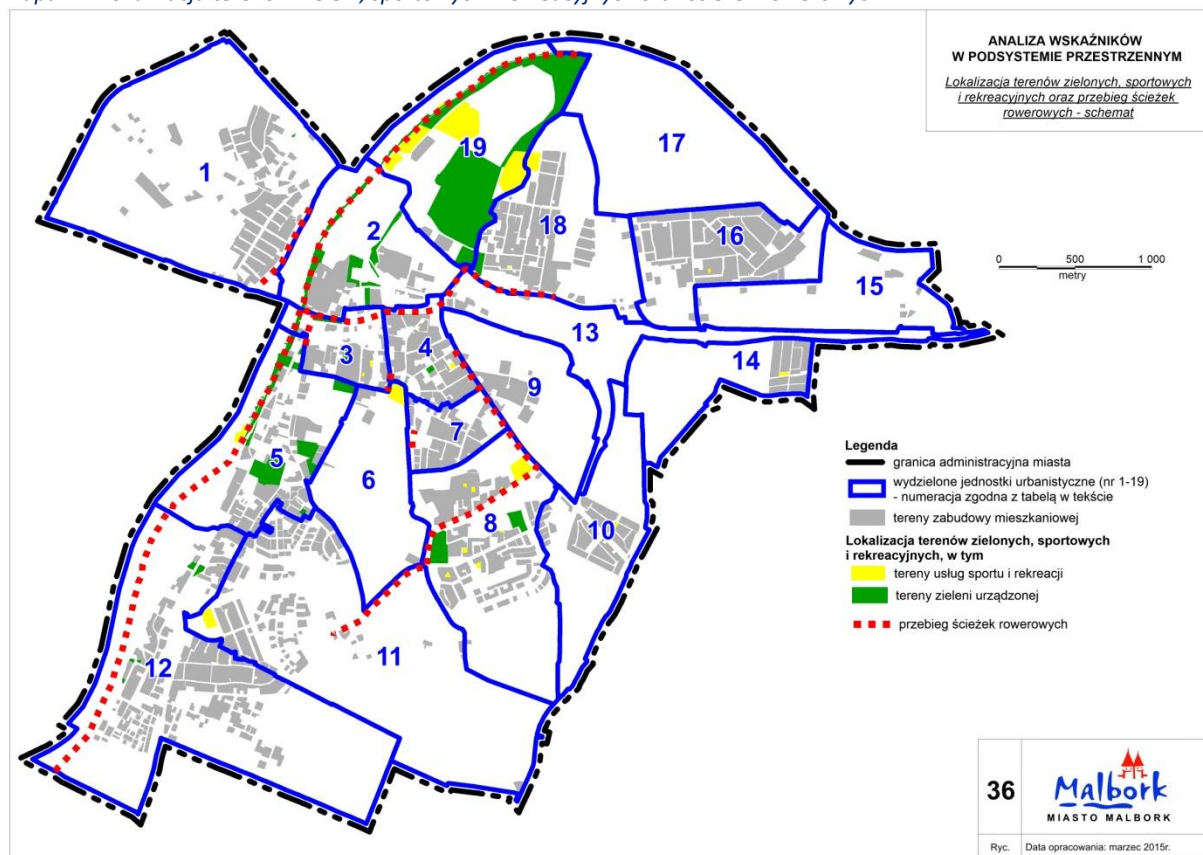 ANALIZA WSKAŹNIKÓW
W PODSYSTEMIE PRZESTRZENNYM
Lokalizacja terenów zielonych, sportowych
i rekreacyjnych oraz przebieg ścieżek
rowerowych - schemat
1
2
3
4
5
6
7
8
9
10
11
12
13
14
15
16
17
18
19
0 500 1 000
metry
Legenda
granica administracyjna miasta
wydzielone jednostki urbanistyczne (nr 1-19)
- numeracja zgodna z tabelą w tekście
tereny zabudowy mieszkaniowej
Lokalizacja terenów zielonych, sportowych
i rekreacyjnych, w tym
tereny usług sportu i rekreacji
tereny zieleni urządzonej
przebieg ścieżek rowerowych
36
Malbork
MIASTO MALBORK
Ryc. Data opracowania: marzec 2015r.